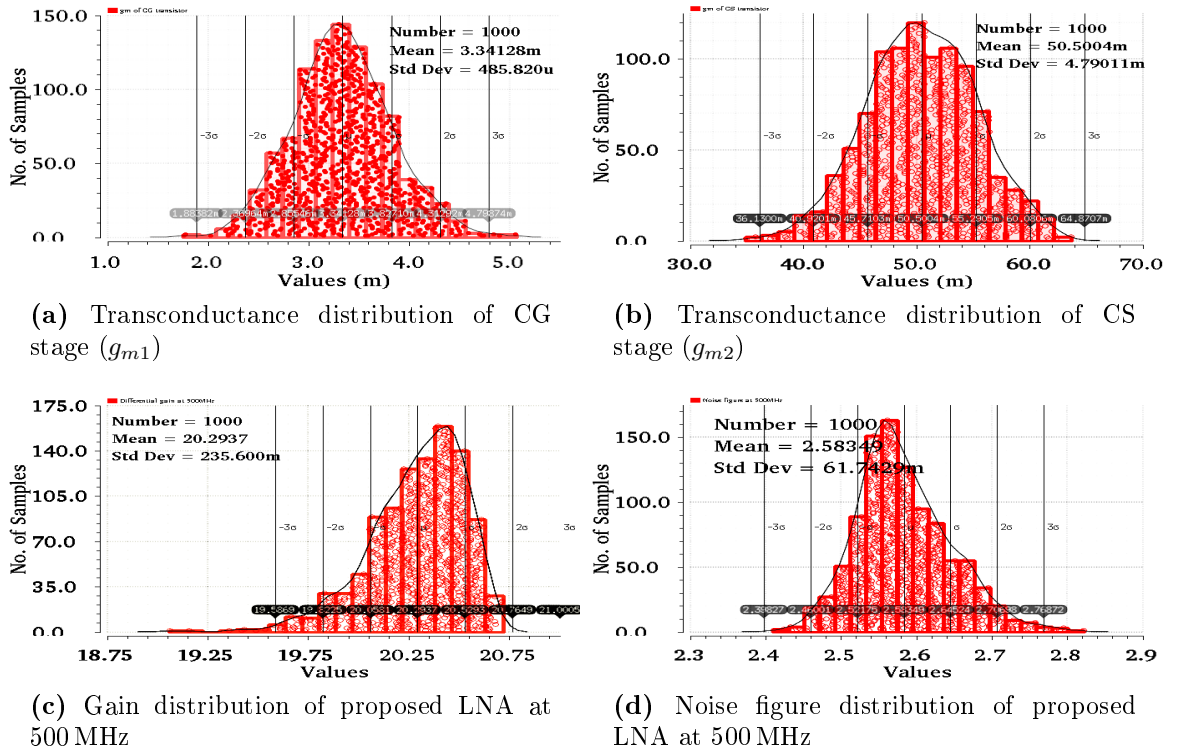 gm of CG transistor
Number = 1000
Mean = 3.34128m
Std Dev = 485.820u
No. of Samples
150.0
100.0
50.0
0.0
-3σ -2σ 2σ 3σ
1.88382m 4.79874m
1.0 2.0 3.0 4.0 5.0
Values (m)
(a) Transconductance distribution of CG
stage (gm1)
gm of CS transistor
Number = 1000
Mean = 50.5004m
Std Dev = 4.79011m
No. of Samples
100.0
50.0
0.0
-3σ -2σ 2σ 3σ
36.1300m 40.9201m 45.7103m 50.5004m 55.2905m 60.0806m 64.8707m
30.0 40.0 50.0 60.0 70.0
Values (m)
(b) Transconductance distribution of CS
stage (gm2)
Differential gain at 500MHz
Number = 1000
Mean = 20.2937
Std Dev = 235.600m
No. of Samples
175.0
140.0
105.0
70.0
35.0
0.0
-3σ -2σ 2σ 3σ
19.5869
18.75 19.25 19.75 20.25 20.75
Values
(c) Gain distribution of proposed LNA at
500 MHz
Noise figure at 500MHz
Number = 1000
Mean = 2.58349
Std Dev = 61.7429m
No. of Samples
150.0
100.0
50.0
0.0
-3σ -2σ σ 2σ 3σ
2.39827 2.76872
2.3 2.4 2.5 2.6 2.7 2.8 2.9
Values
(d) Noise figure distribution of proposed
LNA at 500 MHz